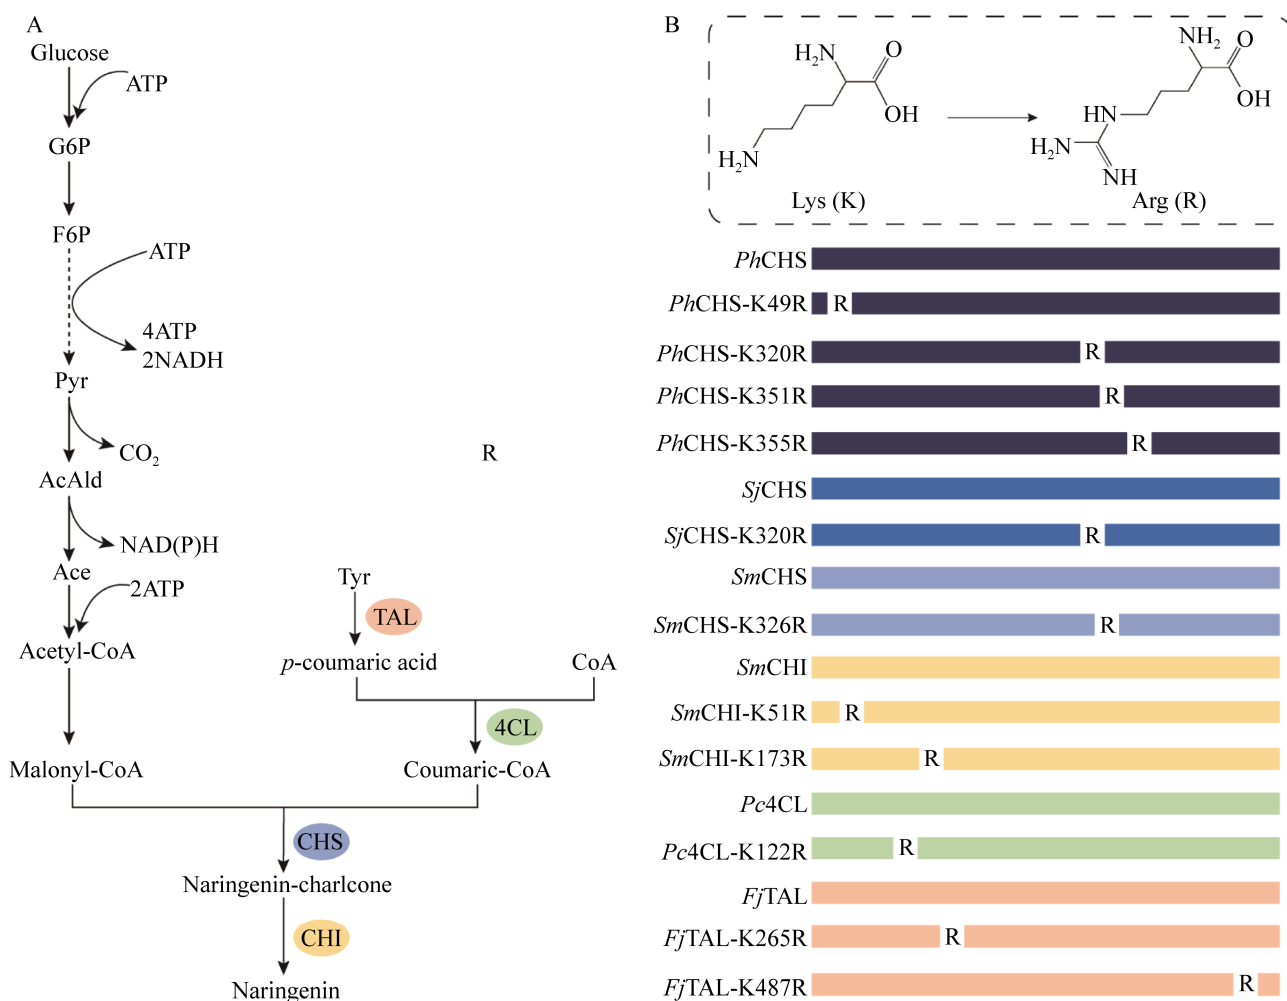 A
Glucose
ATP
G6P
F6P
ATP
4ATP
2NADH
Pyr
CO2
R
AcAld
NAD(P)H
Ace
2ATP
Tyr
TAL
Acetyl-CoA
p-coumaric acid
CoA
4CL
Malonyl-CoA
Coumaric-CoA
CHS
Naringenin-charlcone
CHI
Naringenin
B
H2N
O
OH
H2N
Lys (K)
NH2
O
OH
HN
H2N
NH
Arg (R)
PhCHS
PhCHS-K49R R
PhCHS-K320R R
PhCHS-K351R R
PhCHS-K355R R
SjCHS
SjCHS-K320R R
SmCHS
SmCHS-K326R R
SmCHI
SmCHI-K51R R
SmCHI-K173R R
Pc4CL
Pc4CL-K122R R
FjTAL
FjTAL-K265R R
FjTAL-K487R R